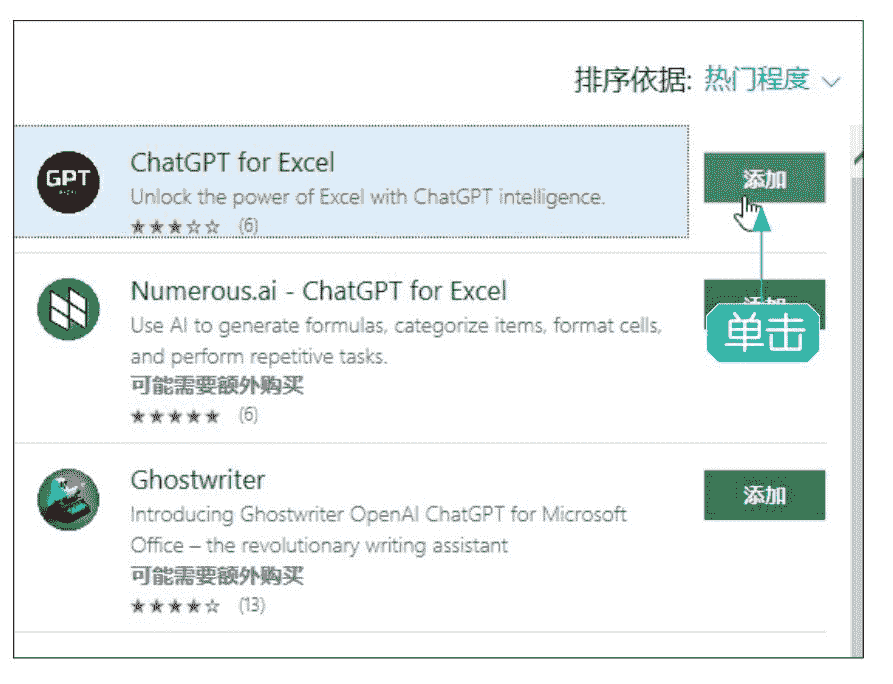 排序依据: 热门程度
GPT
ChatGPT for Excel
Unlock the power of Excel with ChatGPT intelligence.
(6)
添加
Numerous.ai - ChatGPT for Excel
Use AI to generate formulas, categorize items, format cells,
and perform repetitive tasks.
可能需要额外购买
(6)
添加
单击
Ghostwriter
Introducing Ghostwriter OpenAI ChatGPT for Microsoft
Office – the revolutionary writing assistant
可能需要额外购买
(13)
添加